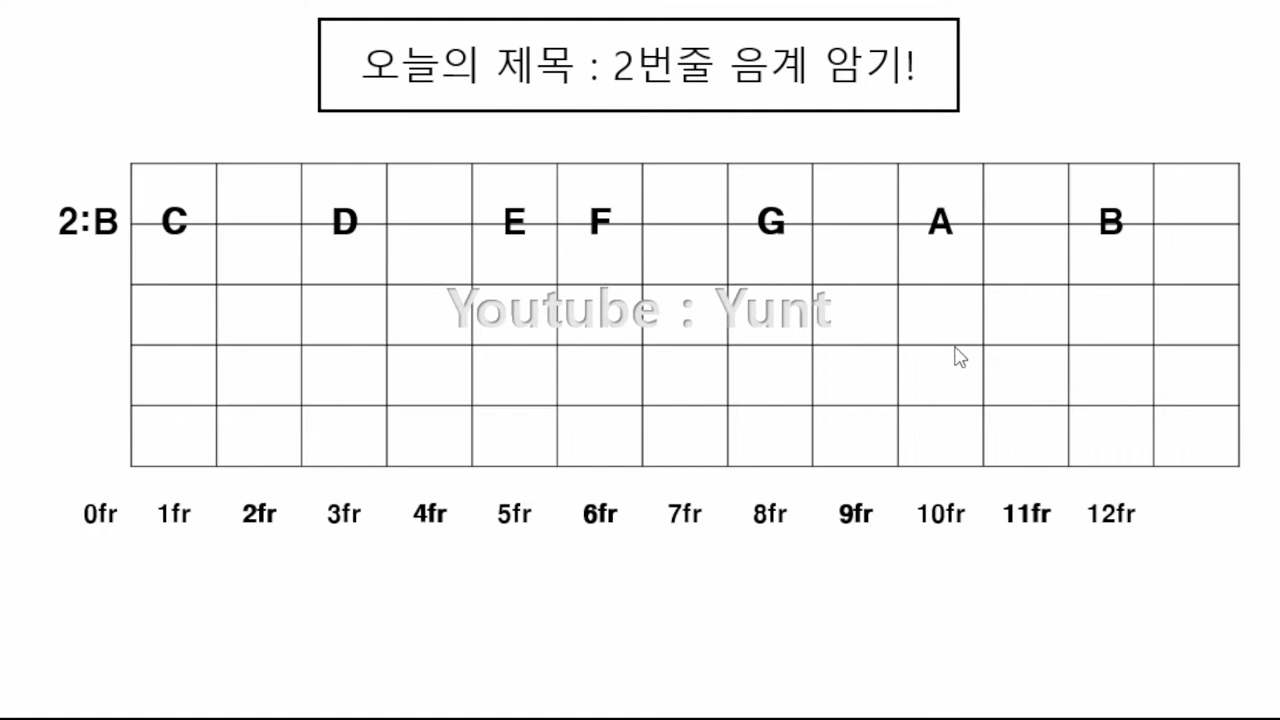 오늘의 제목 : 2번줄 음계 암기!
2:B C D E F G A B
Youtube : Yunt
0fr 1fr 2fr 3fr 4fr 5fr 6fr 7fr 8fr 9fr 10fr 11fr 12fr